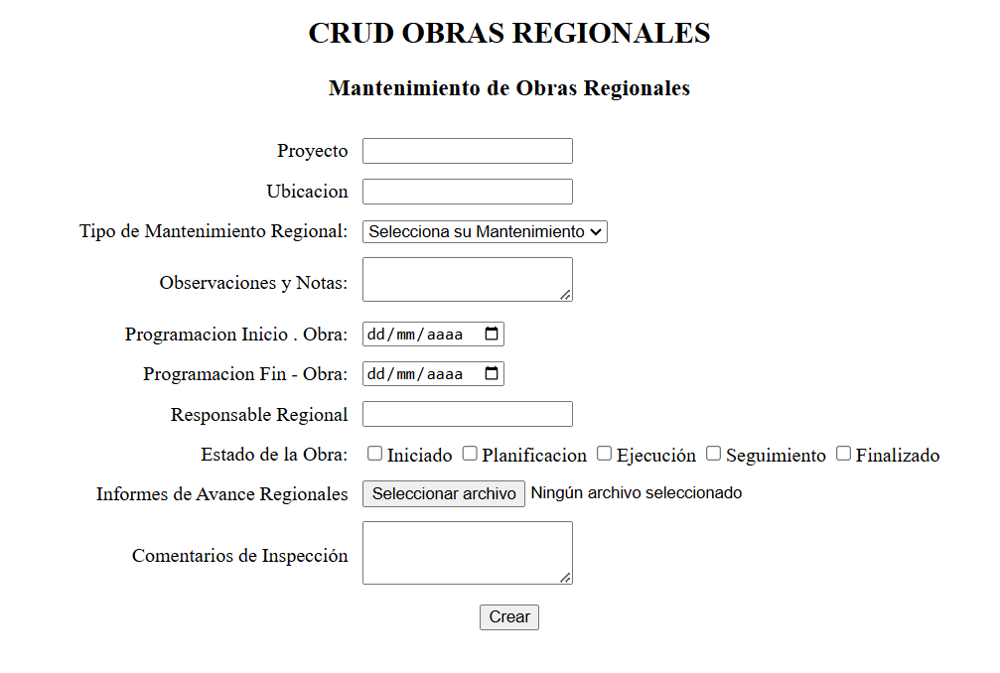 CRUD OBRAS REGIONALES
Mantenimiento de Obras Regionales
Proyecto
Ubicacion
Tipo de Mantenimiento Regional: Selecciona su Mantenimiento
Observaciones y Notas:
Programacion Inicio . Obra: dd/mm/aaaa
Programacion Fin - Obra: dd/mm/aaaa
Responsable Regional
Estado de la Obra: Iniciado Planificacion Ejecución Seguimiento Finalizado
Informes de Avance Regionales Seleccionar archivo Ningún archivo seleccionado
Comentarios de Inspección
Crear